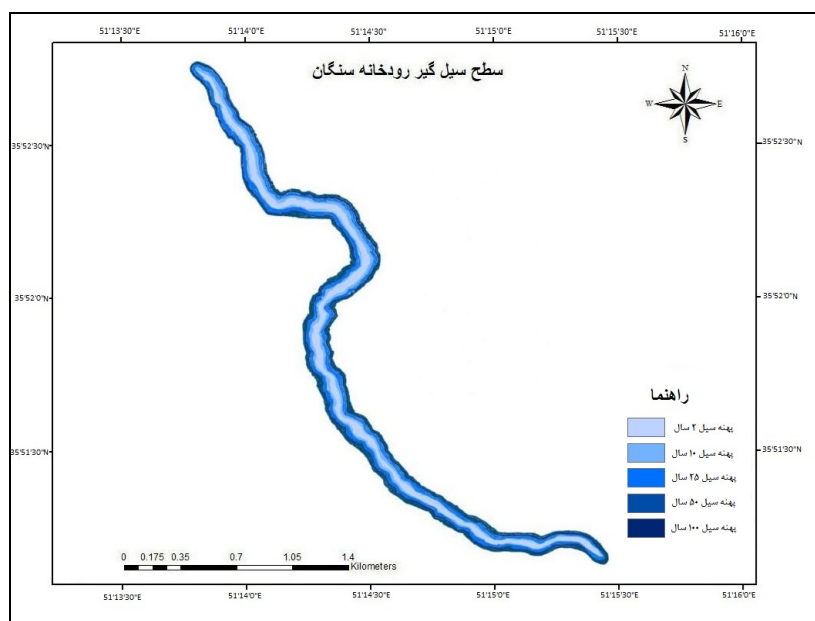 51°13'30"E 51°14'0"E 51°14'30"E 51°15'0"E 51°15'30"E 51°16'0"E
سطح سیل گیر رودخانه سنگان
N
W E
S
35°52'30"N 35°52'30"N
35°52'0"N 35°52'0"N
راهنما
پهنه سیل ۲ سال
پهنه سیل ۱۰ سال
35°51'30"N 35°51'30"N
پهنه سیل ۲۵ سال
پهنه سیل ۵۰ سال
پهنه سیل ۱۰۰ سال
0 0.175 0.35 0.7 1.05 1.4
Kilometers
51°13'30"E 51°14'0"E 51°14'30"E 51°15'0"E 51°15'30"E 51°16'0"E